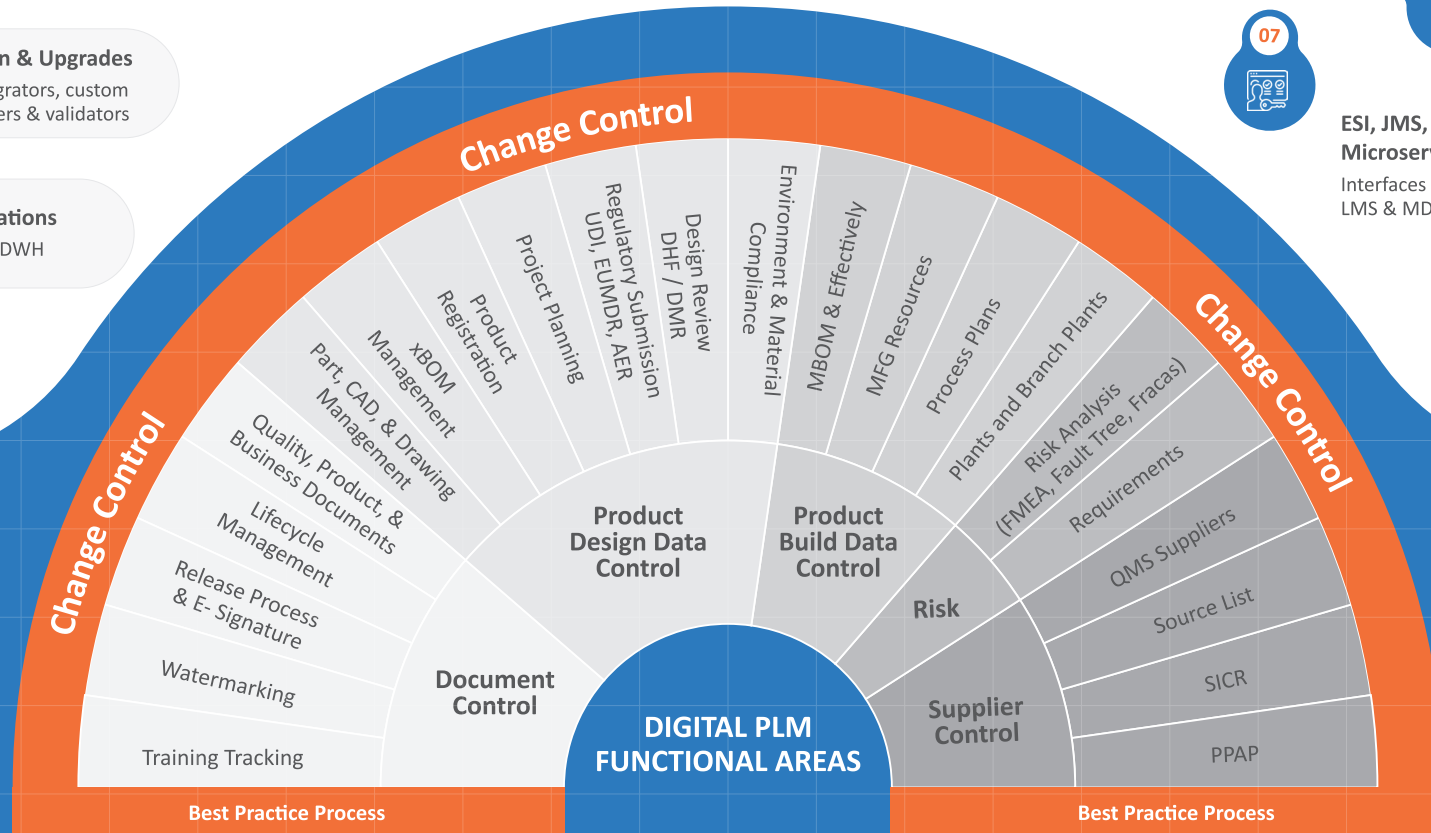 n & Upgrades
grators, custom
ers & validators
ations
DWH
07
ESI, JMS,
Microserv
Interfaces
LMS & MD
Change Control
Change Control
Change Control
Training Tracking
Watermarking
Release Process
& E- Signature
Lifecycle
Management
Quality, Product, &
Business Documents
Part, CAD, & Drawing
Management
xBOM
Management
Product
Registration
Project Planning
Regulatory Submission
UDI, EUMDR, AER
Design Review
DHF / DMR
Environment & Material
Compliance
MBOM & Effectively
MFG Resources
Process Plans
Plants and Branch Plants
Risk Analysis
(FMEA, Fault Tree, Fracas)
Requirements
QMS Suppliers
Source List
SICR
PPAP
Document
Control
Product
Design Data
Control
Product
Build Data
Control
Risk
Supplier
Control
DIGITAL PLM
FUNCTIONAL AREAS
Best Practice Process
Best Practice Process